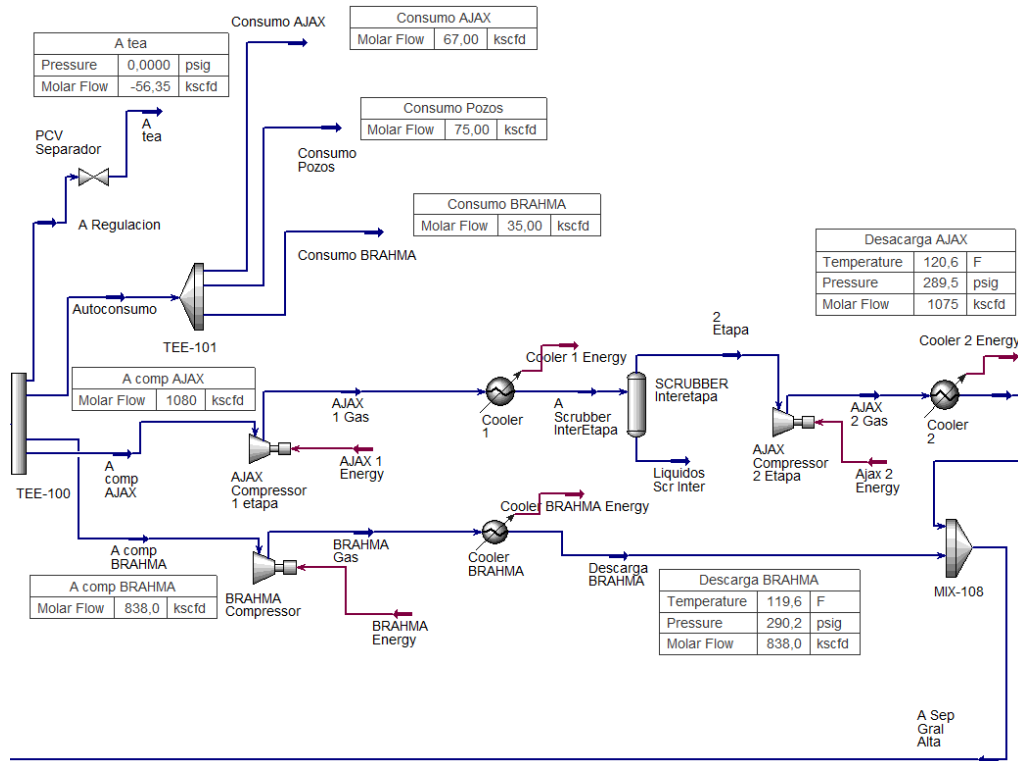 Consumo AJAX
Consumo AJAX
Molar Flow 67,00 kscfd
A tea
Pressure 0,0000 psig
Molar Flow -56,35 kscfd
Consumo Pozos
Molar Flow 75,00 kscfd
A
tea
PCV
Separador
Consumo
Pozos
Consumo BRAHMA
Molar Flow 35,00 kscfd
A Regulacion
Consumo BRAHMA
Desacarga AJAX
Temperature 120,6 F
Pressure 289,5 psig
Molar Flow 1075 kscfd
Autoconsumo
TEE-101
2
Etapa
Cooler 1 Energy
Cooler 2 Energy
A comp AJAX
Molar Flow 1080 kscfd
AJAX
1 Gas
Cooler
1
A
Scrubber
InterEtapa
SCRUBBER
Interetapa
AJAX
2 Gas
Cooler
2
A
comp
AJAX
TEE-100
AJAX
Compressor
1 etapa
AJAX 1
Energy
Liquidos
Scr Inter
AJAX
Compressor
2 Etapa
Ajax 2
Energy
Cooler BRAHMA Energy
A comp
BRAHMA
BRAHMA
Gas
Cooler
BRAHMA
Descarga
BRAHMA
MIX-108
A comp BRAHMA
Molar Flow 838,0 kscfd
BRAHMA
Compressor
BRAHMA
Energy
Descarga BRAHMA
Temperature 119,6 F
Pressure 290,2 psig
Molar Flow 838,0 kscfd
A Sep
Gral
Alta